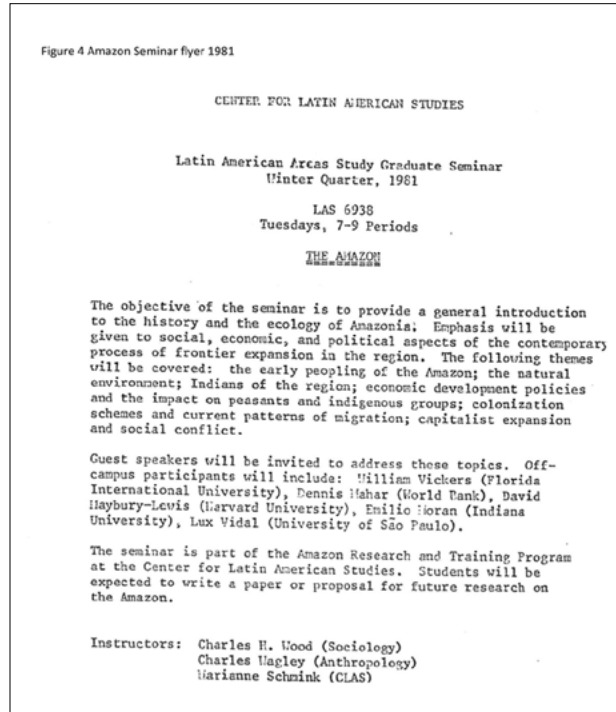 Figure 4 Amazon Seminar flyer 1981
CENTER FOR LATIN AMERICAN STUDIES
Latin American Areas Study Graduate Seminar
Winter Quarter, 1981
LAS 6938
Tuesdays, 7-9 Periods
THE AMAZON
The objective of the seminar is to provide a general introduction
to the history and the ecology of Amazonia; Emphasis will be
given to social, economic, and political aspects of the contemporary
process of frontier expansion in the region. The following themes
will be covered: the early peopling of the Amazon; the natural
environment; Indians of the region; economic development policies
and the impact on peasants and indigenous groups; colonization
schemes and current patterns of migration; capitalist expansion
and social conflict.
Guest speakers will be invited to address these topics. Off-
campus participants will include: William Vickers (Florida
International University), Dennis Mahar (World Bank), David
Maybury-Lewis (Harvard University), Emilio Moran (Indiana
University), Lux Vidal (University of São Paulo).
The seminar is part of the Amazon Research and Training Program
at the Center for Latin American Studies. Students will be
expected to write a paper or proposal for future research on
the Amazon.
Instructors: Charles H. Wood (Sociology)
Charles Wagley (Anthropology)
Marianne Schmink (CLAS)